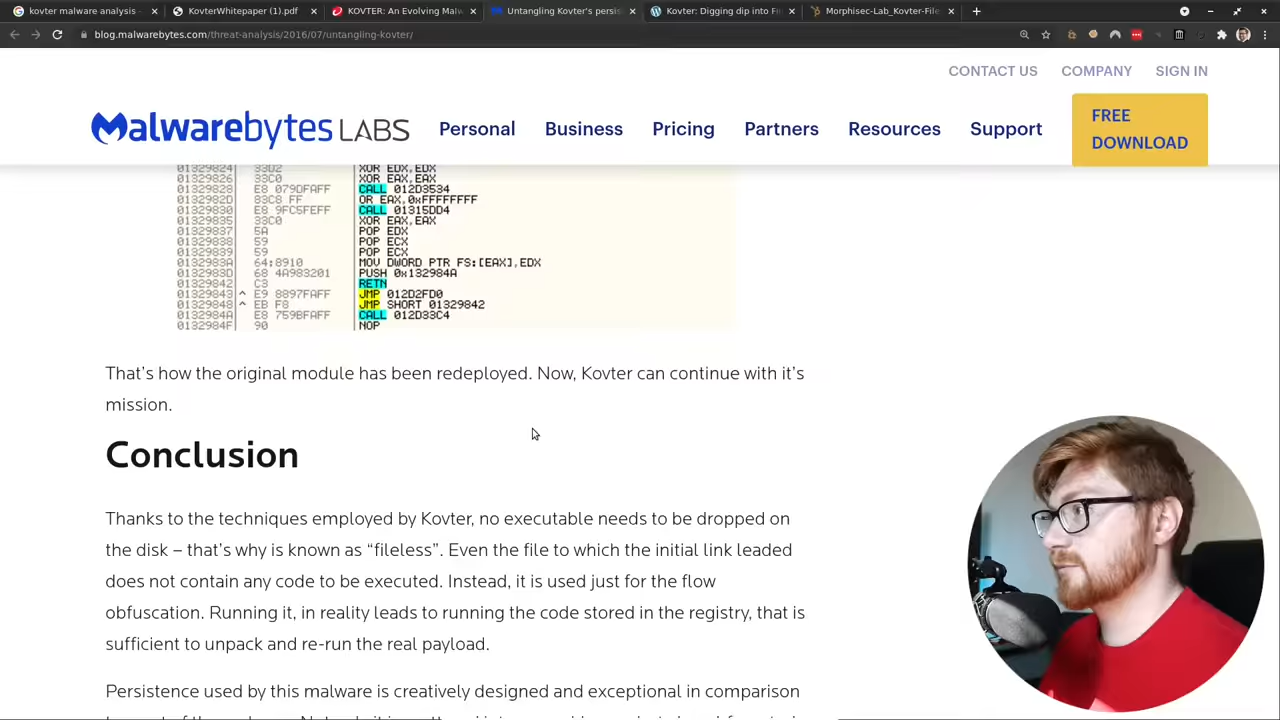 kovter malware analysis -
KovterWhitepaper (1).pdf
KOVTER: An Evolving Malw
Untangling Kovter's persis
Kovter: Digging dip into Fil
Morphisec-Lab_Kovter-File
blog.malwarebytes.com/threat-analysis/2016/07/untangling-kovter/
CONTACT US COMPANY SIGN IN
Malwarebytes LABS
Personal Business Pricing Partners Resources Support
FREE
DOWNLOAD
01329824 33D2 XOR EDX,EDX
01329826 33C0 XOR EAX,EAX
01329828 E8 079DFAFF CALL 012D3534
0132982D 83C8 FF OR EAX,0xFFFFFFFF
01329830 E8 9FC5FEFF CALL 01315DD4
01329835 33C0 XOR EAX,EAX
01329837 5A POP EDX
01329838 59 POP ECX
01329839 59 POP ECX
0132983A 64:8910 MOV DWORD PTR FS:[EAX],EDX
0132983D 68 4A983201 PUSH 0x132984A
01329842 C3 RETN
01329843 ^ E9 8897FAFF JMP 012D2FD0
01329848 ^ EB F8 JMP SHORT 01329842
0132984A E8 759BFAFF CALL 012D33C4
0132984F 90 NOP
That's how the original module has been redeployed. Now, Kovter can continue with it's
mission.
Conclusion
Thanks to the techniques employed by Kovter, no executable needs to be dropped on
the disk – that's why is known as “fileless”. Even the file to which the initial link leaded
does not contain any code to be executed. Instead, it is used just for the flow
obfuscation. Running it, in reality leads to running the code stored in the registry, that is
sufficient to unpack and re-run the real payload.
Persistence used by this malware is creatively designed and exceptional in comparison